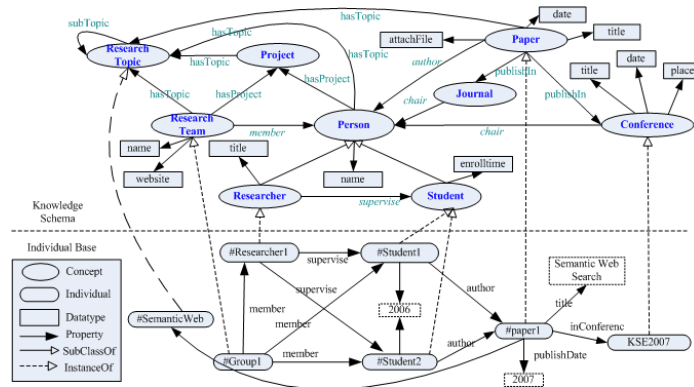 hasTopic
date
subTopic
hasTopic
Paper
Research
Topic
Project
attachFile
title
hasTopic
hasTopic
author
publishIn
date
title
place
hasTopic
hasProject
hasProject
Journal
publishIn
chair
Research
Team
member
Person
chair
Conference
name
title
enrolltime
website
name
Researcher
supervise
Student
Knowledge
Schema
Individual Base
Concept
Individual
Datatype
Property
SubClassOf
InstanceOf
#Researcher1
supervise
#Student1
Semantic Web
Search
supervise
author
title
member
member
2006
#SemanticWeb
#paper1
inConferenc
KSE2007
author
#Group1
member
#Student2
publishDate
2007